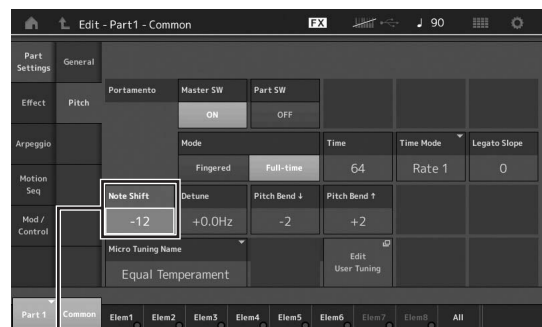 Edit - Part1 - Common
FX
♩ 90
Part Settings
General
Effect
Pitch
Arpeggio
Motion Seq
Mod / Control
Portamento
Master SW
ON
Part SW
OFF
Mode
Fingered
Full-time
Time
64
Time Mode
Rate 1
Legato Slope
0
Note Shift
-12
Detune
+0.0Hz
Pitch Bend ↓
-2
Pitch Bend ↑
+2
Micro Tuning Name
Equal Temperament
Edit
User Tuning
Part 1
Common
Elem1
Elem2
Elem3
Elem4
Elem5
Elem6
Elem7
Elem8
All